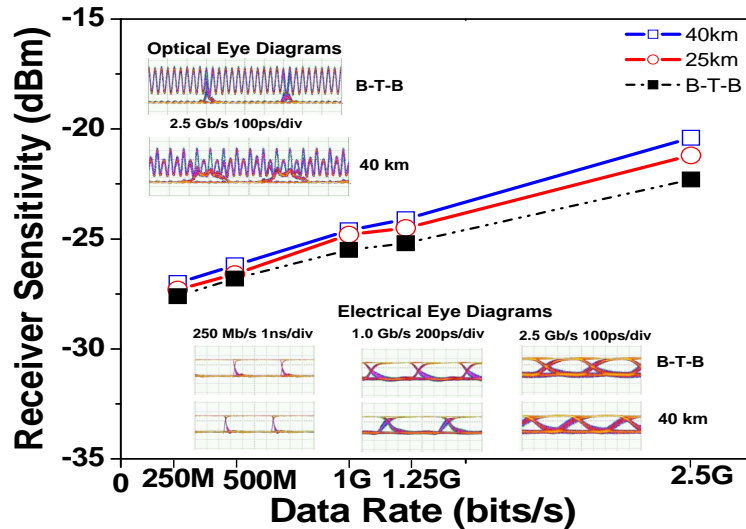 Receiver Sensitivity (dBm)
-15
-20
-25
-30
-35
Optical Eye Diagrams
B-T-B
2.5 Gb/s 100ps/div
40 km
40km
25km
B-T-B
Electrical Eye Diagrams
250 Mb/s 1ns/div 1.0 Gb/s 200ps/div 2.5 Gb/s 100ps/div
B-T-B
40 km
0 250M 500M 1G 1.25G 2.5G
Data Rate (bits/s)